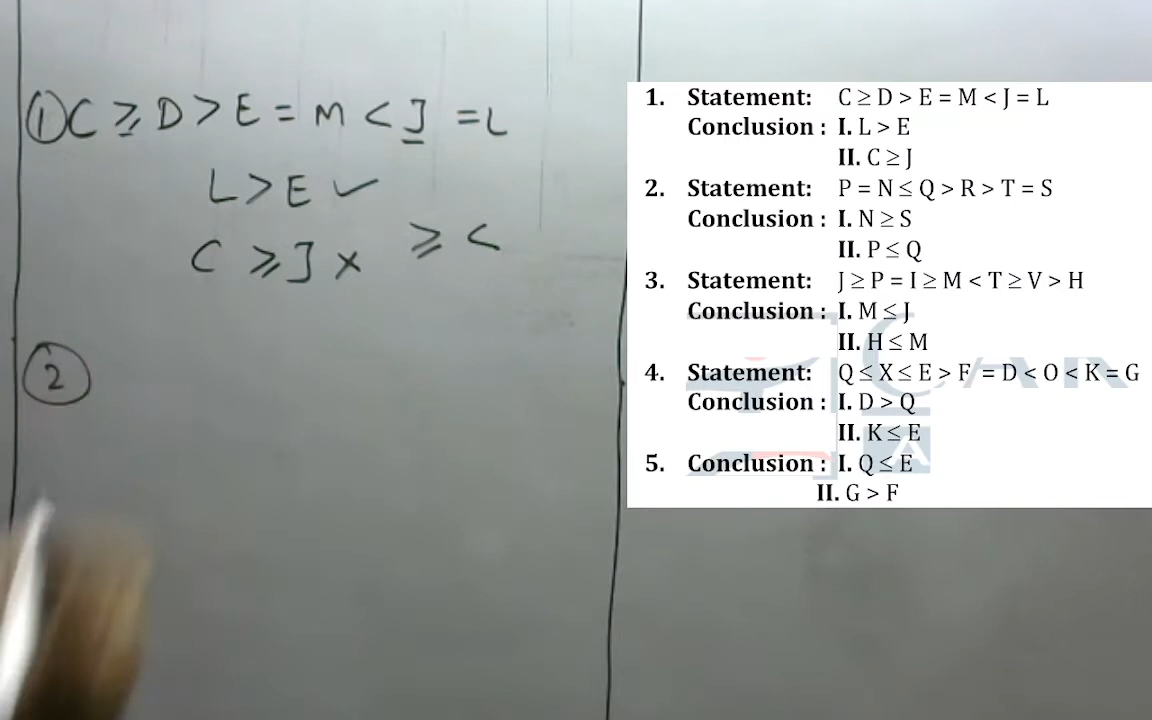 ① C ≥ D > E = M < J = L
L > E ✓
C ≥ J × ≥ <
②
1. Statement: C ≥ D > E = M < J = L
Conclusion : I. L > E
II. C ≥ J
2. Statement: P = N ≤ Q > R > T = S
Conclusion : I. N ≥ S
II. P ≤ Q
3. Statement: J ≥ P = I ≥ M < T ≥ V > H
Conclusion : I. M ≤ J
II. H ≤ M
4. Statement: Q ≤ X ≤ E > F = D < O < K = G
Conclusion : I. D > Q
II. K ≤ E
5. Conclusion : I. Q ≤ E
II. G > F